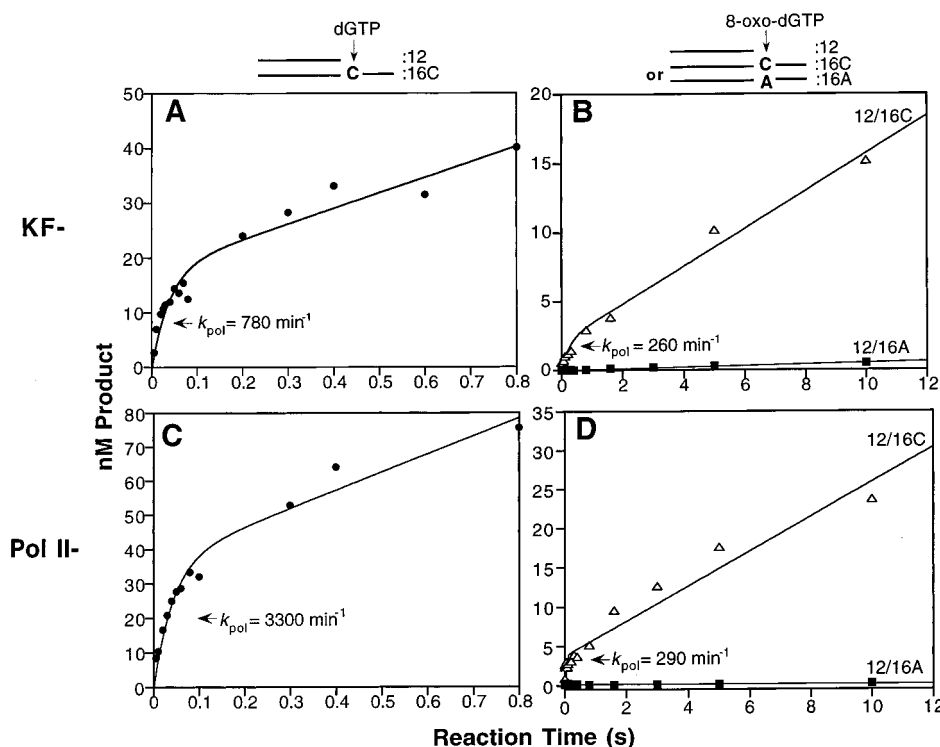 dGTP
:12
C :16C
8-oxo-dGTP
:12
C :16C
or A :16A
KF-
Pol II-
nM Product
A
50
40
30
20
10
0
k pol = 780 min-1
0 0.1 0.2 0.3 0.4 0.5 0.6 0.7 0.8
B
20
15
10
5
0
12/16C
k pol = 260 min-1
12/16A
0 2 4 6 8 10 12
C
80
70
60
50
40
30
20
10
0
k pol = 3300 min-1
0 0.1 0.2 0.3 0.4 0.5 0.6 0.7 0.8
D
35
30
25
20
15
10
5
0
12/16C
k pol = 290 min-1
12/16A
0 2 4 6 8 10 12
Reaction Time (s)